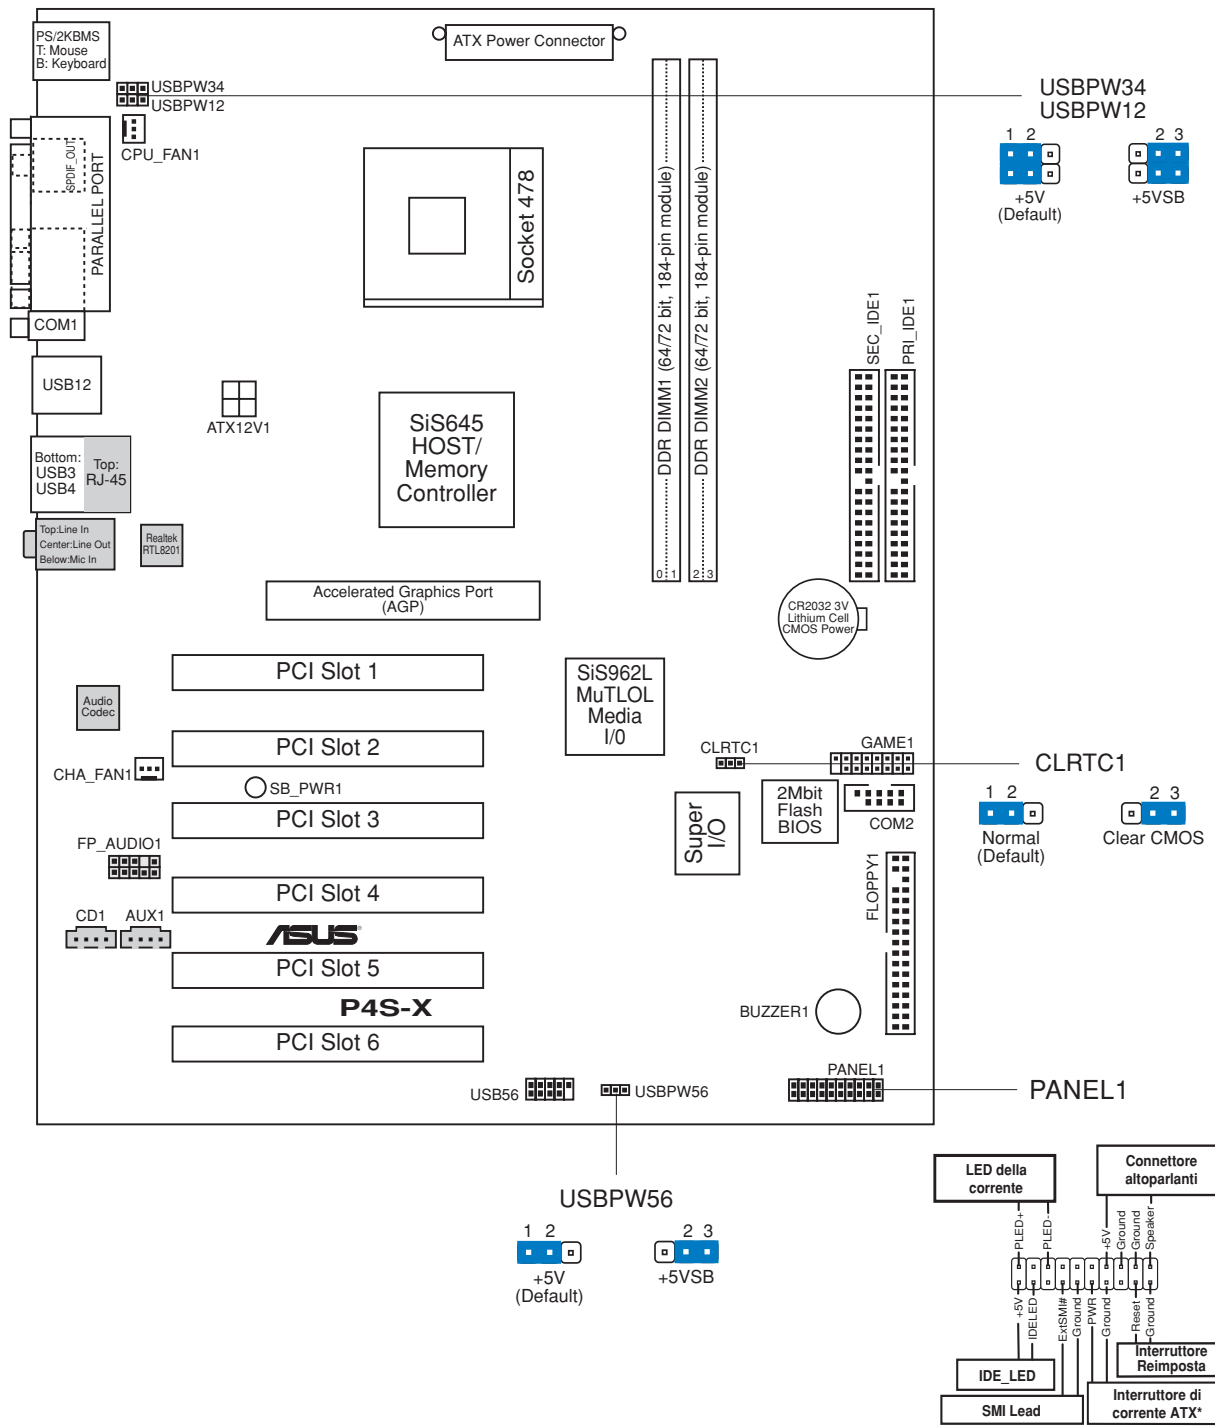 PS/2KBMS
T: Mouse
B: Keyboard
ATX Power Connector
USBPW34
USBPW12
CPU_FAN1
SPDIF_OUT
PARALLEL PORT
COM1
USB12
ATX12V1
Bottom:
USB3
USB4
Top:
RJ-45
Top:Line In
Center:Line Out
Below:Mic In
Realtek
RTL8201
Socket 478
SiS645
HOST/
Memory
Controller
DDR DIMM1 (64/72 bit, 184-pin module)
DDR DIMM2 (64/72 bit, 184-pin module)
0 1
2 3
SEC_IDE1
PRI_IDE1
USBPW34
USBPW12
1 2
2 3
+5V
(Default)
+5VSB
Accelerated Graphics Port
(AGP)
CR2032 3V
Lithium Cell
CMOS Power
PCI Slot 1
SiS962L
MuTLOL
Media
I/0
Audio
Codec
PCI Slot 2
CHA_FAN1
SB_PWR1
CLRTC1
GAME1
CLRTC1
1 2
2 3
Normal
(Default)
Clear CMOS
PCI Slot 3
Super
I/O
2Mbit
Flash
BIOS
COM2
FP_AUDIO1
FLOPPY1
PCI Slot 4
CD1
AUX1
ASUS
PCI Slot 5
P4S-X
BUZZER1
PCI Slot 6
USB56
USBPW56
PANEL1
PANEL1
USBPW56
1 2
2 3
+5V
(Default)
+5VSB
LED della
corrente
Connettore
altoparlanti
PLED+
PLED-
+5V
Ground
Ground
Speaker
+5V
IDELED
ExtSMI#
Ground
PWR
Ground
Reset
Ground
Interruttore
Reimposta
IDE_LED
SMI Lead
Interruttore di
corrente ATX*